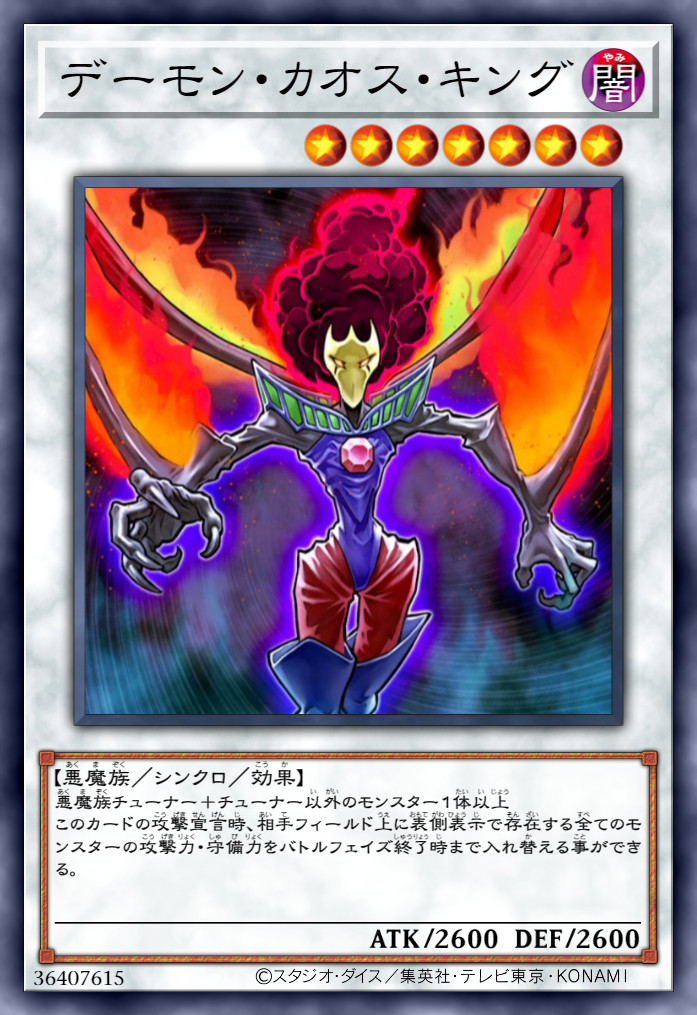 デーモン・カオス・キング
やみ
闇
【悪魔族／シンクロ／効果】
悪魔族チューナー＋チューナー以外のモンスター1体以上
このカードの攻撃宣言時、相手フィールド上に表側表示で存在する全てのモ
ンスターの攻撃力・守備力をバトルフェイズ終了時まで入れ替える事ができ
る。
ATK/2600 DEF/2600
36407615 ©スタジオ・ダイス／集英社・テレビ東京・KONAMI